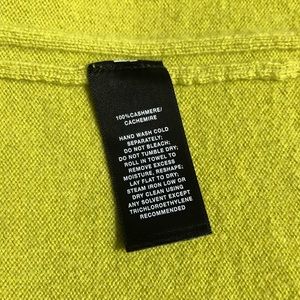 100%CASHMERE/
CACHEMIRE
HAND WASH COLD
SEPARATELY;
DO NOT BLEACH;
DO NOT TUMBLE DRY;
ROLL IN TOWEL TO
REMOVE EXCESS
MOISTURE, RESHAPE;
LAY FLAT TO DRY;
STEAM IRON LOW OR
DRY CLEAN USING
ANY SOLVENT EXCEPT
TRICHLOROETHYLENE
RECOMMENDED